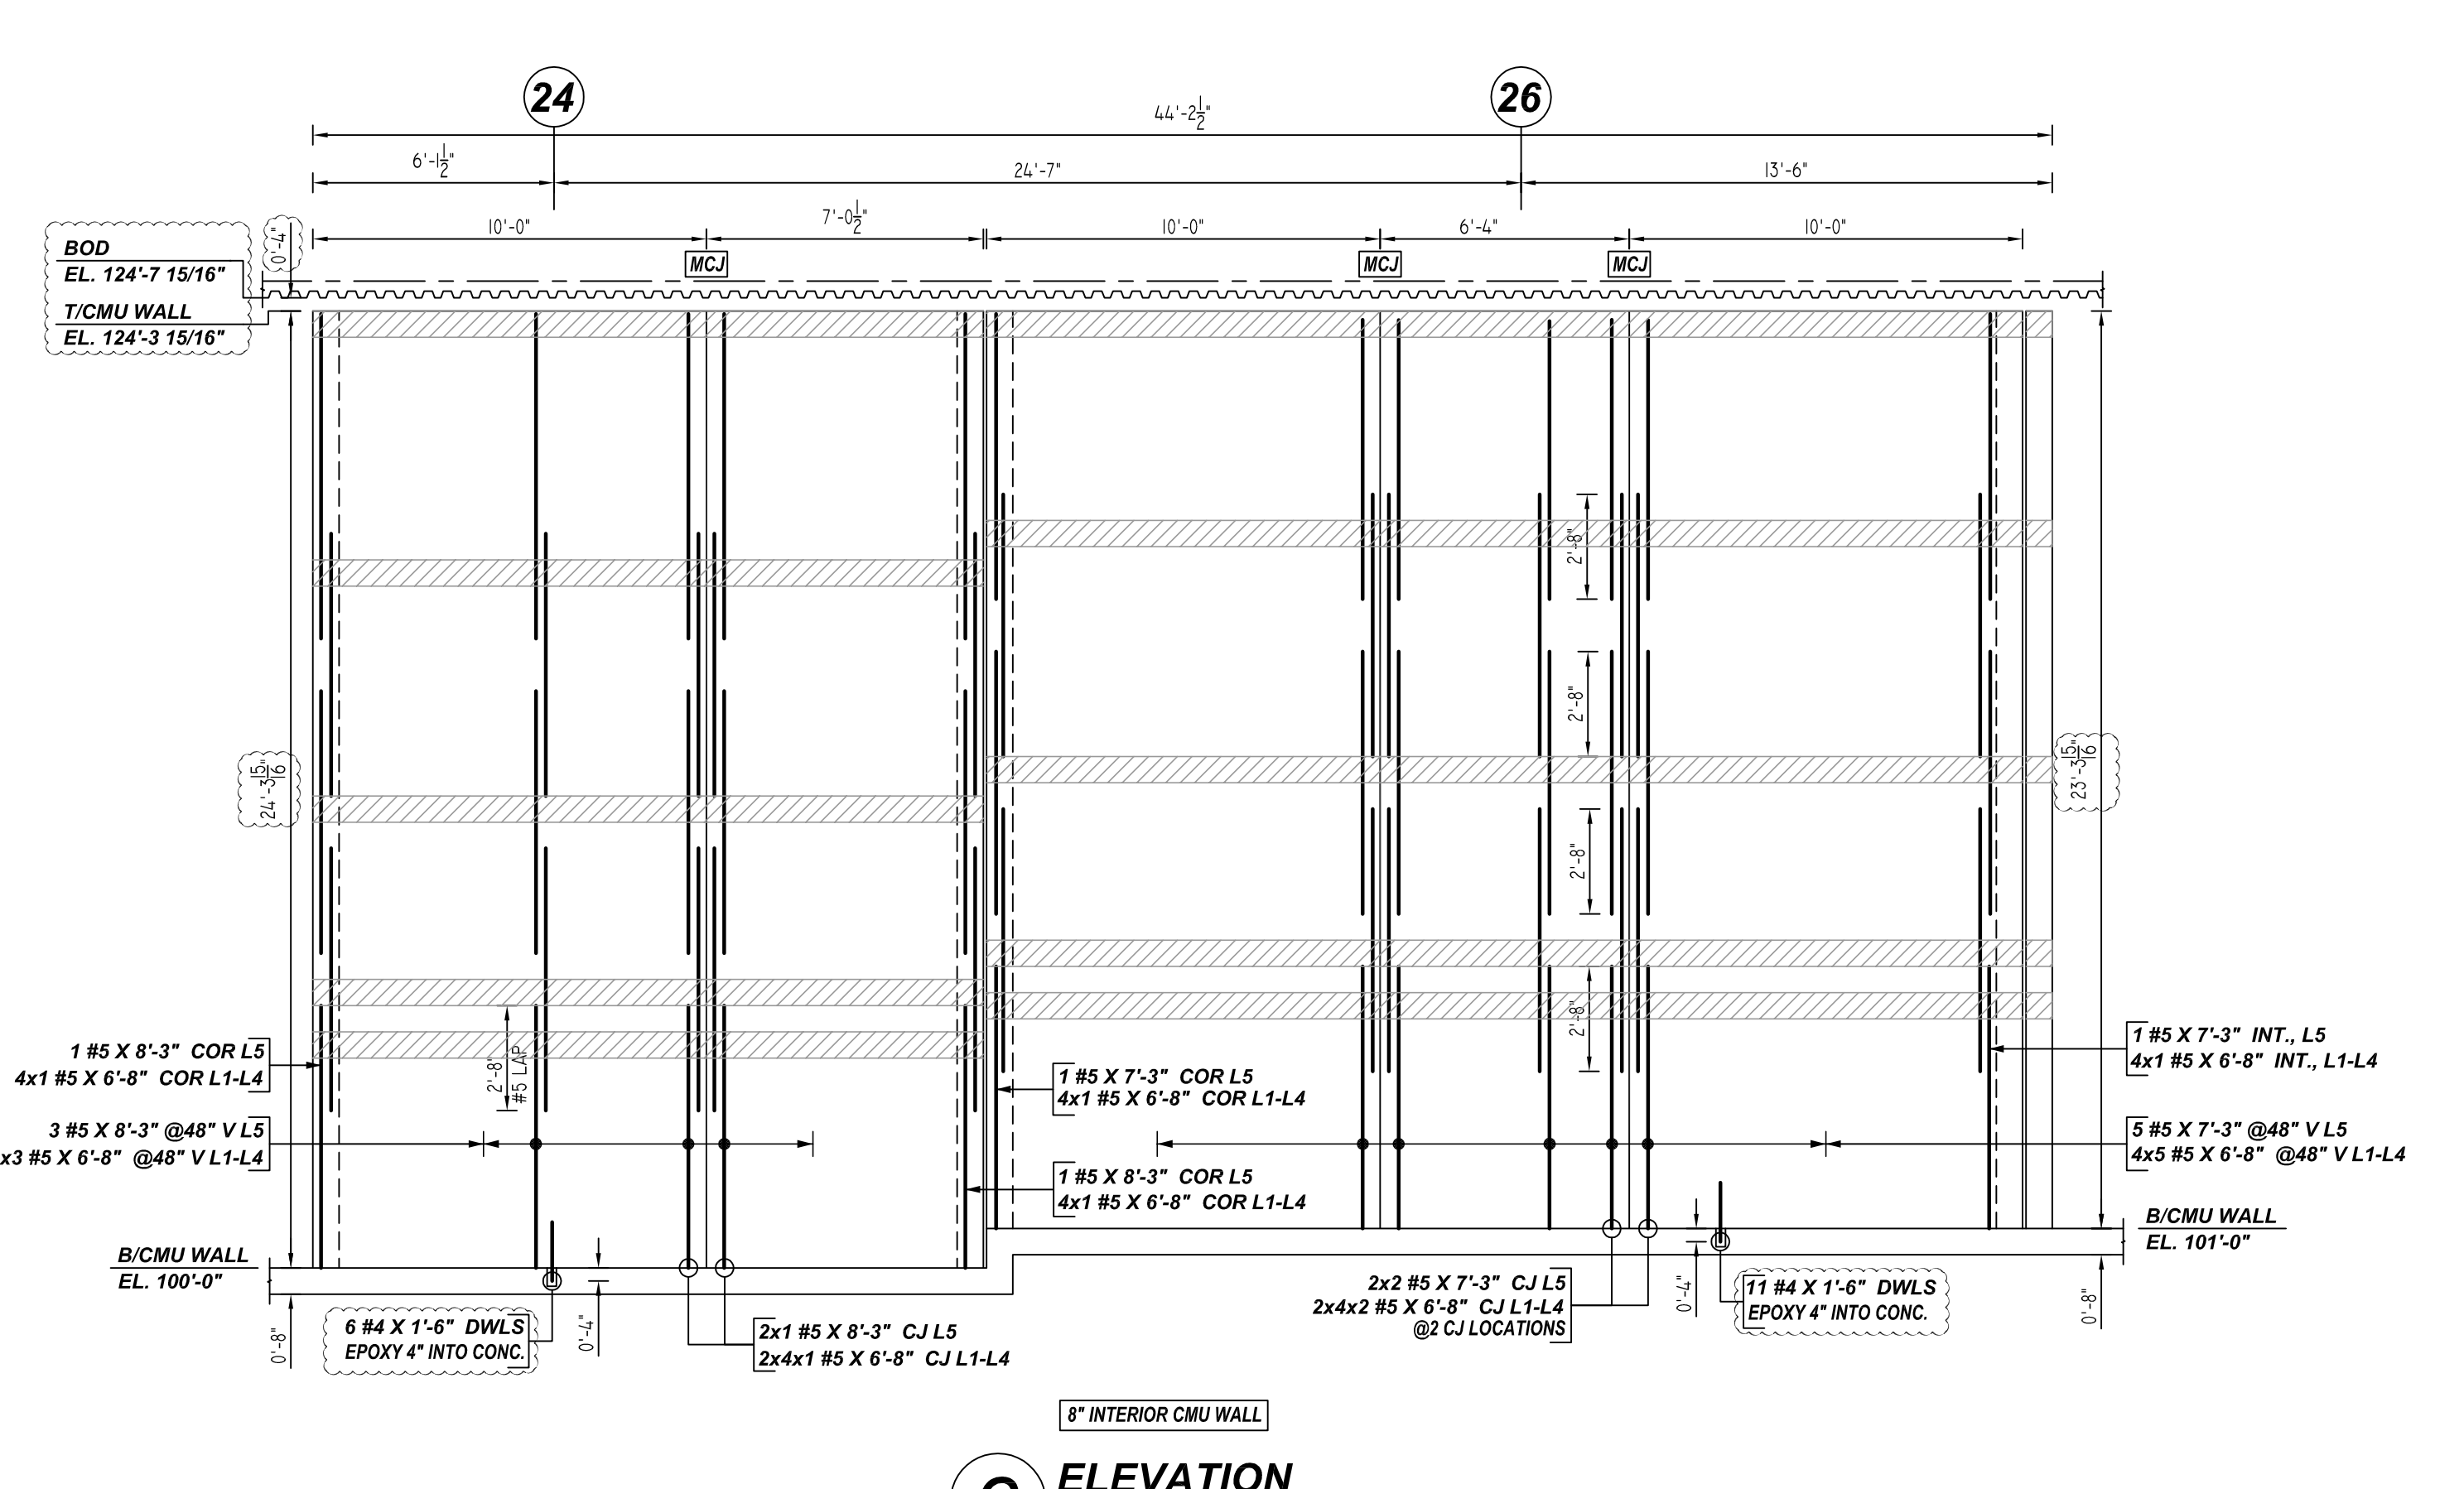 24
26
44'-2 1/2"
6'-1 1/2"
24'-7"
13'-6"
10'-0"
7'-0 1/2"
10'-0"
6'-4"
10'-0"
0'-4"
BOD
EL. 124'-7 15/16"
T/CMU WALL
EL. 124'-3 15/16"
MCJ
MCJ
MCJ
2'-8"
2'-8"
2'-8"
2'-8"
24'-3 15/16"
23'-3 15/16"
2'-8"
#5 LAP
1 #5 X 8'-3" COR L5
4x1 #5 X 6'-8" COR L1-L4
3 #5 X 8'-3" @48" V L5
x3 #5 X 6'-8" @48" V L1-L4
1 #5 X 7'-3" COR L5
4x1 #5 X 6'-8" COR L1-L4
1 #5 X 8'-3" COR L5
4x1 #5 X 6'-8" COR L1-L4
1 #5 X 7'-3" INT., L5
4x1 #5 X 6'-8" INT., L1-L4
5 #5 X 7'-3" @48" V L5
4x5 #5 X 6'-8" @48" V L1-L4
B/CMU WALL
EL. 100'-0"
B/CMU WALL
EL. 101'-0"
0'-8"
6 #4 X 1'-6" DWLS
EPOXY 4" INTO CONC.
0'-4"
2x1 #5 X 8'-3" CJ L5
2x4x1 #5 X 6'-8" CJ L1-L4
2x2 #5 X 7'-3" CJ L5
2x4x2 #5 X 6'-8" CJ L1-L4
@2 CJ LOCATIONS
0'-4"
11 #4 X 1'-6" DWLS
EPOXY 4" INTO CONC.
0'-8"
8" INTERIOR CMU WALL
ELEVATION